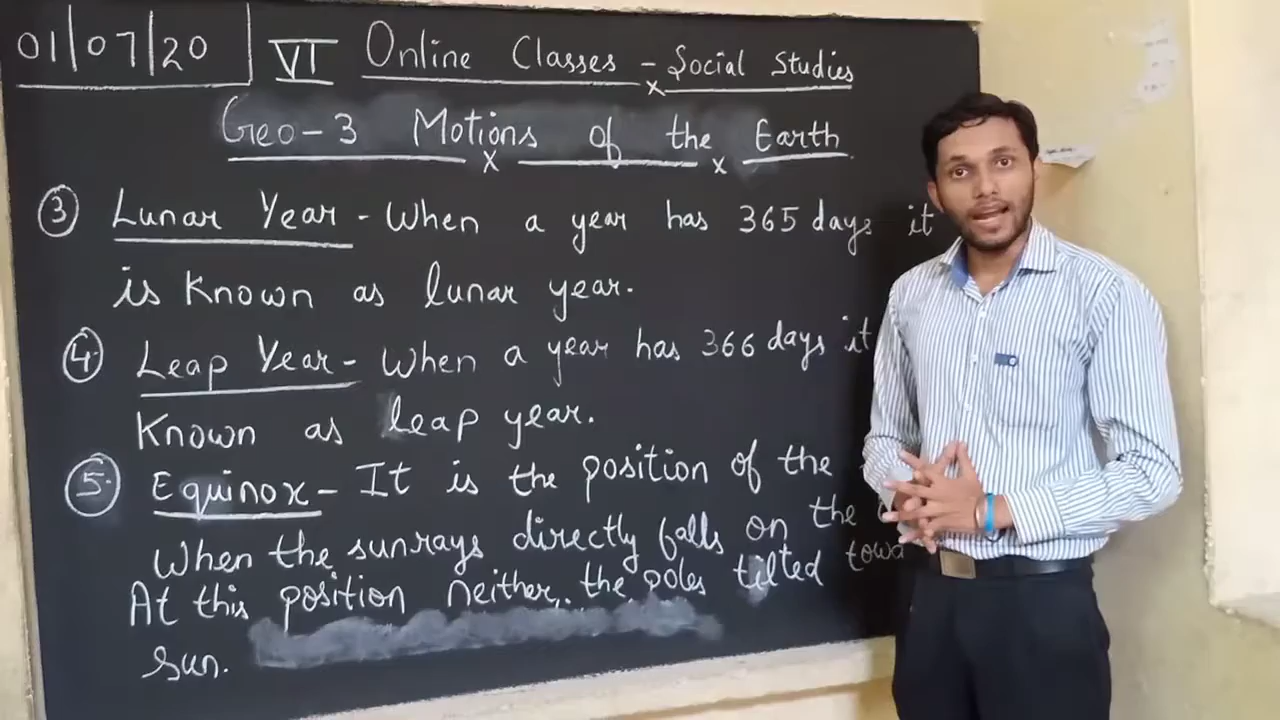 01/07/20 VI Online Classes - Social Studies
Geo-3 Motions of the Earth
③ Lunar Year - When a year has 365 days it
is Known as lunar year.
④ Leap Year - When a year has 366 days it
Known as leap year.
⑤ Equinox - It is the position of the
When the sunrays directly falls on the
At this position neither the poles tilted towa
sun.